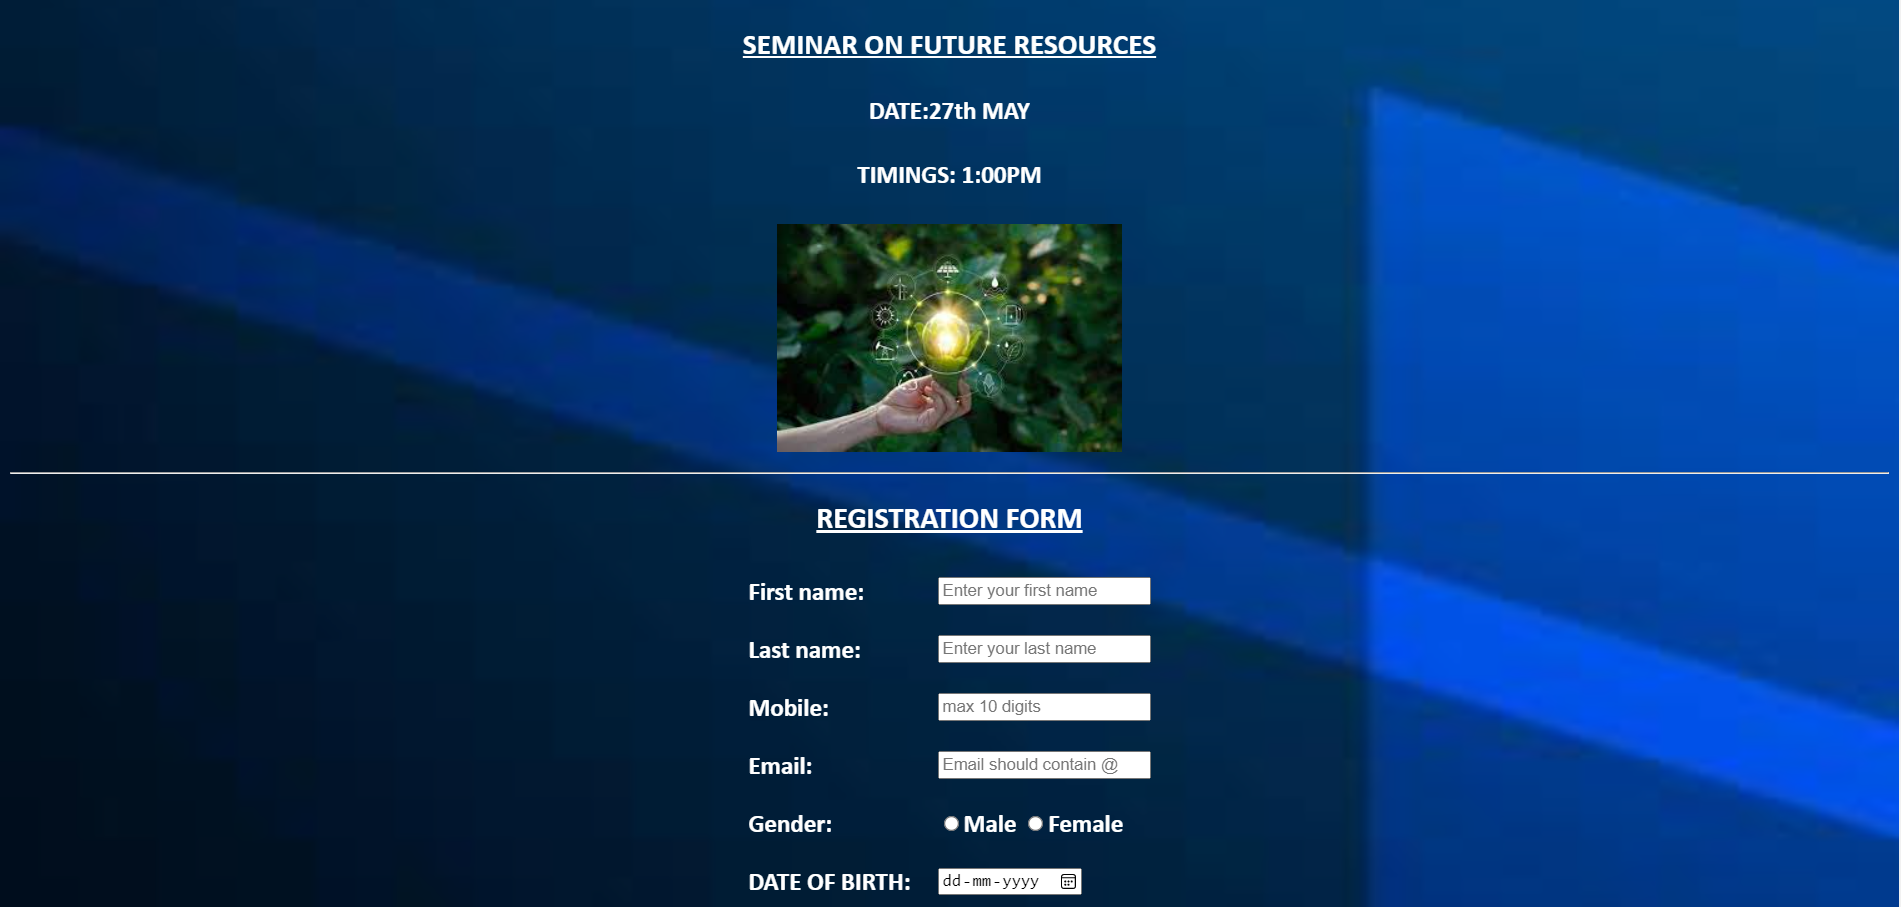 SEMINAR ON FUTURE RESOURCES
DATE:27th MAY
TIMINGS: 1:00PM
REGISTRATION FORM
First name: Enter your first name
Last name: Enter your last name
Mobile: max 10 digits
Email: Email should contain @
Gender: Male Female
DATE OF BIRTH: dd-mm-yyyy